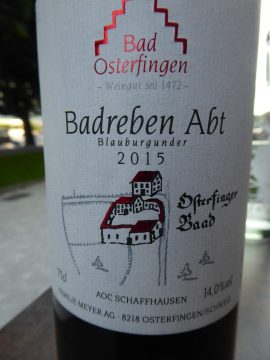 Bad
Osterfingen
– Weingut seit 1472 –
Badreben Abt
Blauburgunder
2015
Osterfinger
Baad
75cl
AOC SCHAFFHAUSEN
14,0%vol
FAMILIE MEYER AG - 8218 OSTERFINGEN/SCHWEIZ